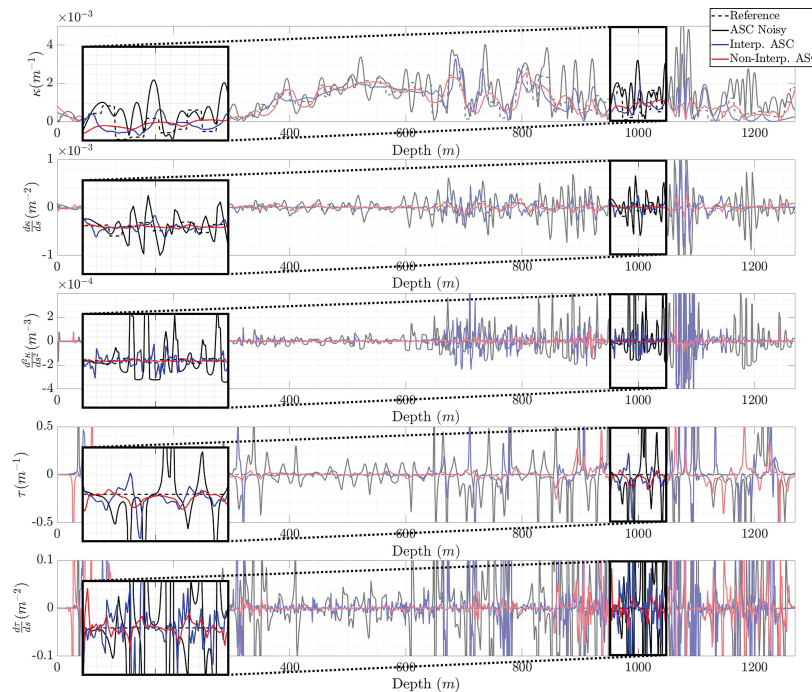 ×10⁻³
Reference
ASC Noisy
Interp. ASC
Non-Interp. ASC
κ(m⁻¹)
4
2
0
0 400 600 800 1000 1200
Depth (m)
×10⁻³
dκ/ds (m⁻²)
1
0
-1
0 400 600 800 1000 1200
Depth (m)
×10⁻⁴
d²κ/ds² (m⁻³)
2
0
-2
-4
0 400 600 800 1000 1200
Depth (m)
τ(m⁻¹)
0.5
0
-0.5
0 400 600 800 1000 1200
Depth (m)
dτ/ds (m⁻²)
0.1
0
-0.1
0 400 600 800 1000 1200
Depth (m)